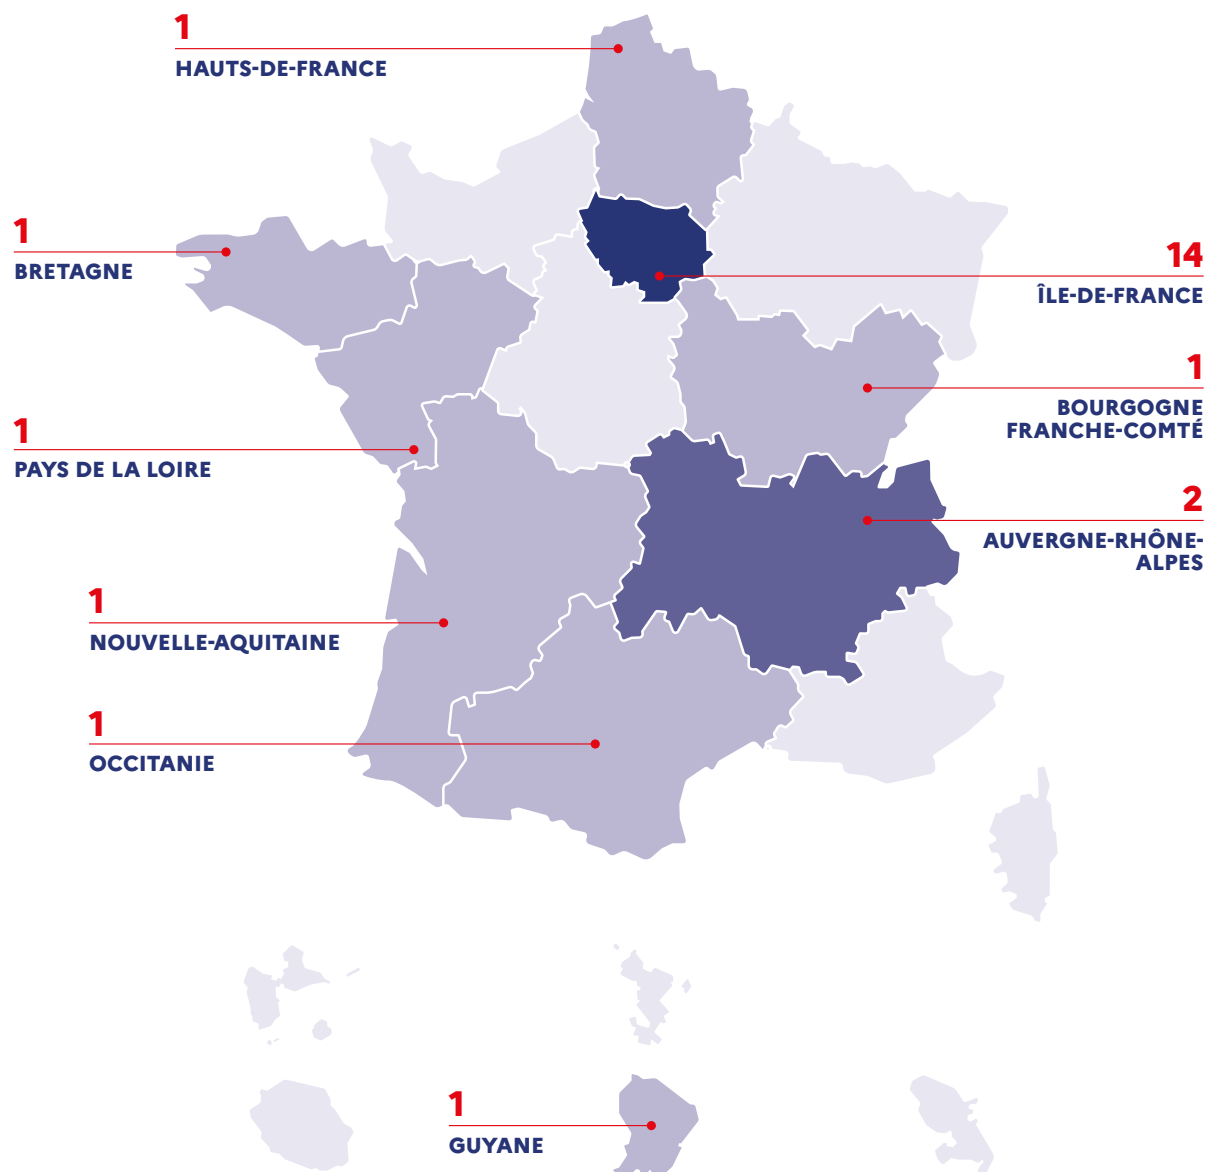 1
HAUTS-DE-FRANCE
1
BRETAGNE
14
ÎLE-DE-FRANCE
1
BOURGOGNE
FRANCHE-COMTÉ
1
PAYS DE LA LOIRE
2
AUVERGNE-RHÔNE-
ALPES
1
NOUVELLE-AQUITAINE
1
OCCITANIE
1
GUYANE